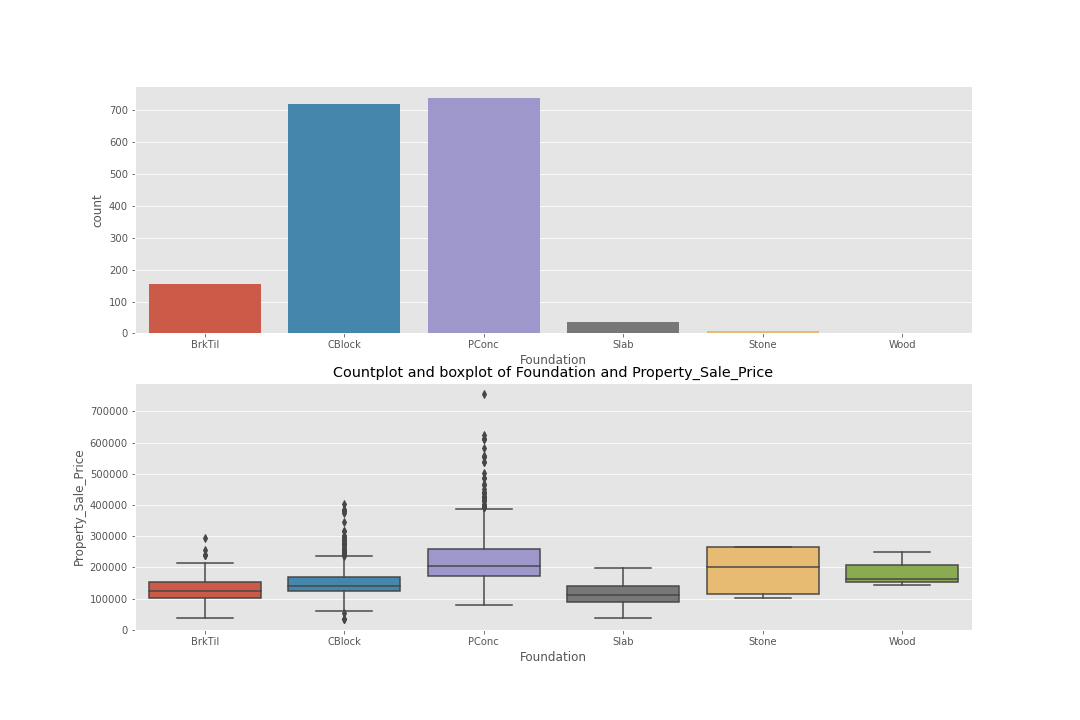 700
600
500
400
300
200
100
0
count
BrkTil CBlock PConc Slab Stone Wood
Foundation
Countplot and boxplot of Foundation and Property_Sale_Price
700000
600000
500000
400000
300000
200000
100000
0
Property_Sale_Price
BrkTil CBlock PConc Slab Stone Wood
Foundation